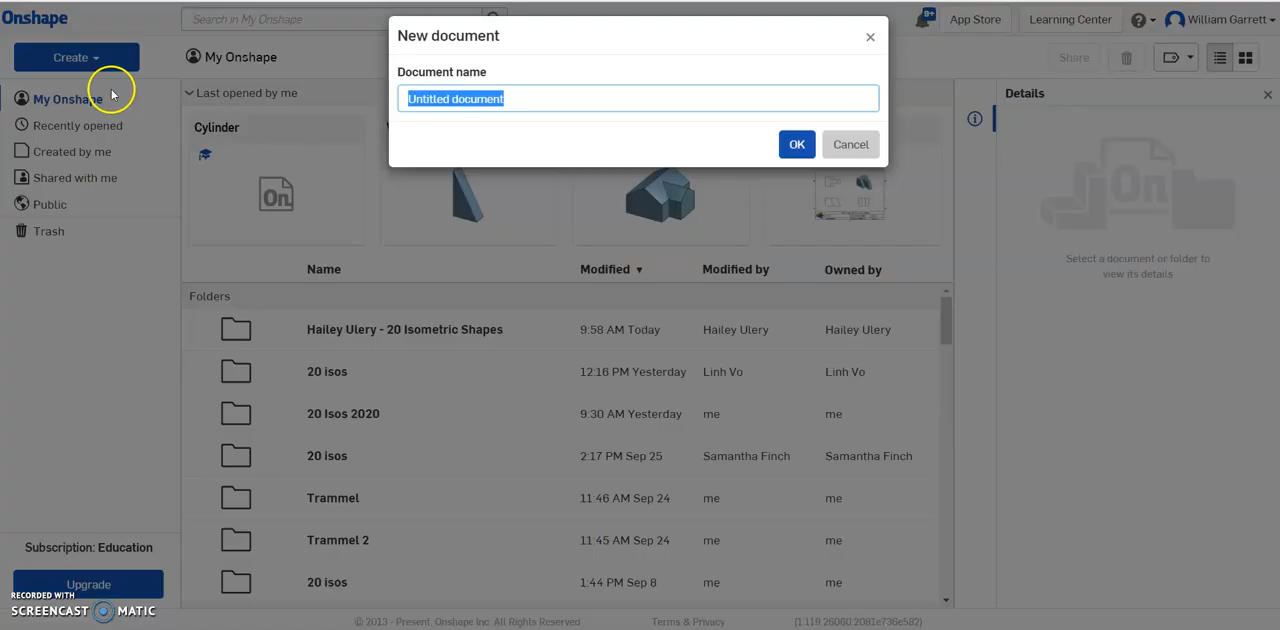 Onshape
Search in My Onshape
9+
App Store
Learning Center
William Garrett
Create
My Onshape
Share
New document
Document name
Untitled document
OK
Cancel
My Onshape
Recently opened
Created by me
Shared with me
Public
Trash
Last opened by me
Cylinder
On
Details
On
Select a document or folder to
view its details
Name Modified Modified by Owned by
Folders
Hailey Ulery - 20 Isometric Shapes 9:58 AM Today Hailey Ulery Hailey Ulery
20 isos 12:16 PM Yesterday Linh Vo Linh Vo
20 Isos 2020 9:30 AM Yesterday me me
20 isos 2:17 PM Sep 25 Samantha Finch Samantha Finch
Trammel 11:46 AM Sep 24 me me
Trammel 2 11:45 AM Sep 24 me me
20 isos 1:44 PM Sep 8 me me
Subscription: Education
Upgrade
RECORDED WITH
SCREENCAST MATIC
© 2013 - Present, Onshape Inc. All Rights Reserved Terms & Privacy (1.119.26060.2081e736e582)